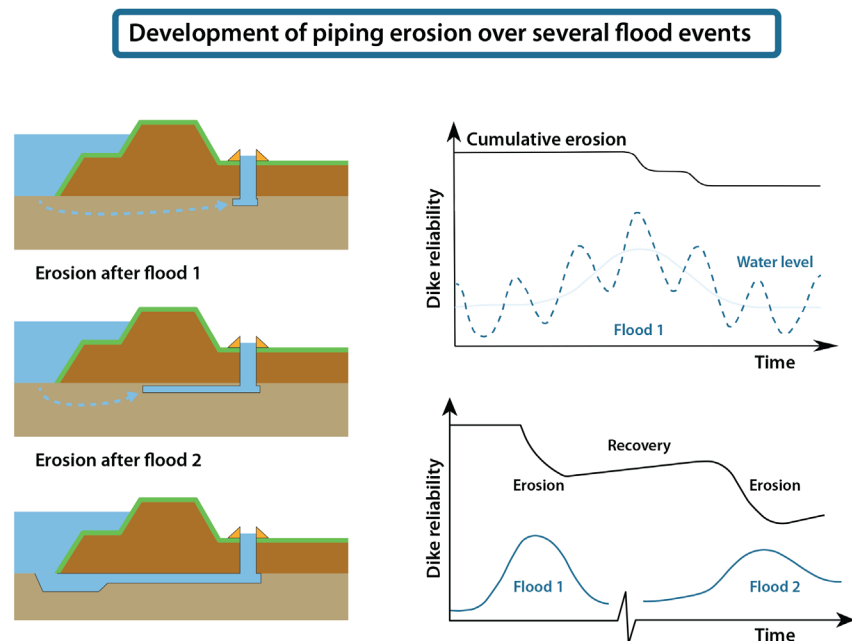 Development of piping erosion over several flood events
Erosion after flood 1
Erosion after flood 2
Cumulative erosion
Dike reliability
Water level
Flood 1
Time
Recovery
Erosion
Erosion
Dike reliability
Flood 1
Flood 2
Time